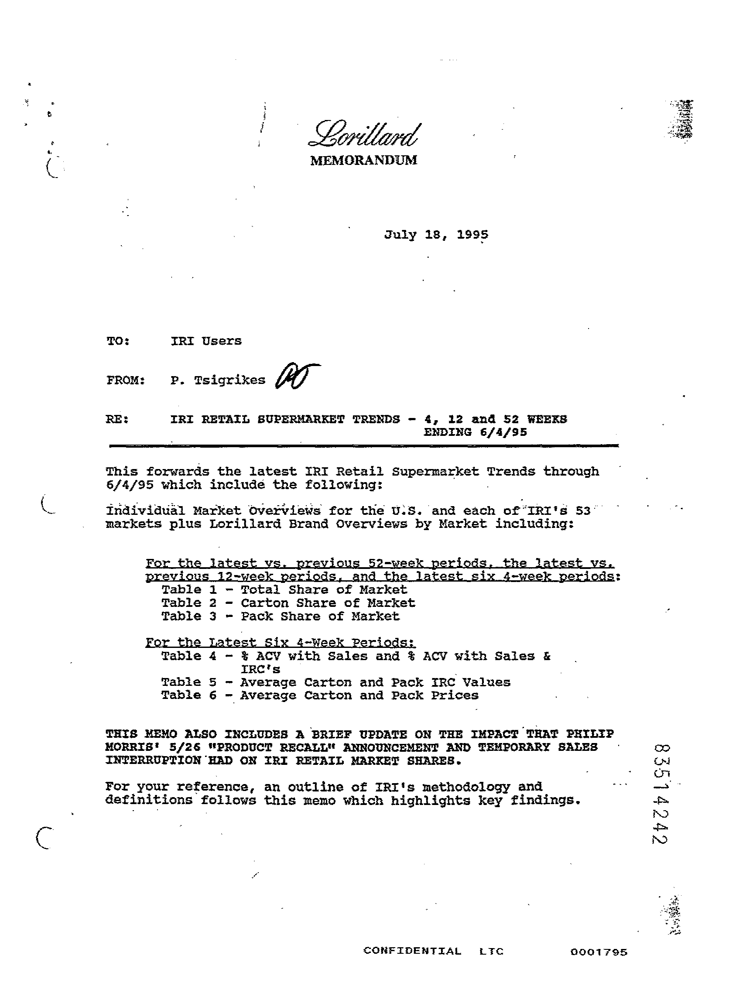 Lorillard
MEMORANDUM
July 18, 1995
TO: IRI Users
FROM: P. Tsigrikes
RE: IRI RETAIL SUPERMARKET TRENDS - 4, 12 and 52 WEEKS
ENDING 6/4/95
This forwards the latest IRI Retail Supermarket Trends through
6/4/95 which include the following:
Individual Market Overviews for the U.S. and each of IRI's 53
markets plus Lorillard Brand Overviews by Market including:
For the latest vs. previous 52-week periods, the latest vs.
previous 12-week periods, and the latest six 4-week periods:
Table 1 - Total Share of Market
Table 2 - Carton Share of Market
Table 3 - Pack Share of Market
For the Latest Six 4-Week Periods:
Table 4 - % ACV with Sales and % ACV with Sales &
IRC's
Table 5 - Average Carton and Pack IRC Values
Table 6 - Average Carton and Pack Prices
THIS MEMO ALSO INCLUDES A BRIEF UPDATE ON THE IMPACT THAT PHILIP
MORRIS' 5/26 "PRODUCT RECALL" ANNOUNCEMENT AND TEMPORARY SALES
INTERRUPTION HAD ON IRI RETAIL MARKET SHARES.
For your reference, an outline of IRI's methodology and
definitions follows this memo which highlights key findings.
83514242
CONFIDENTIAL LTC 0001795